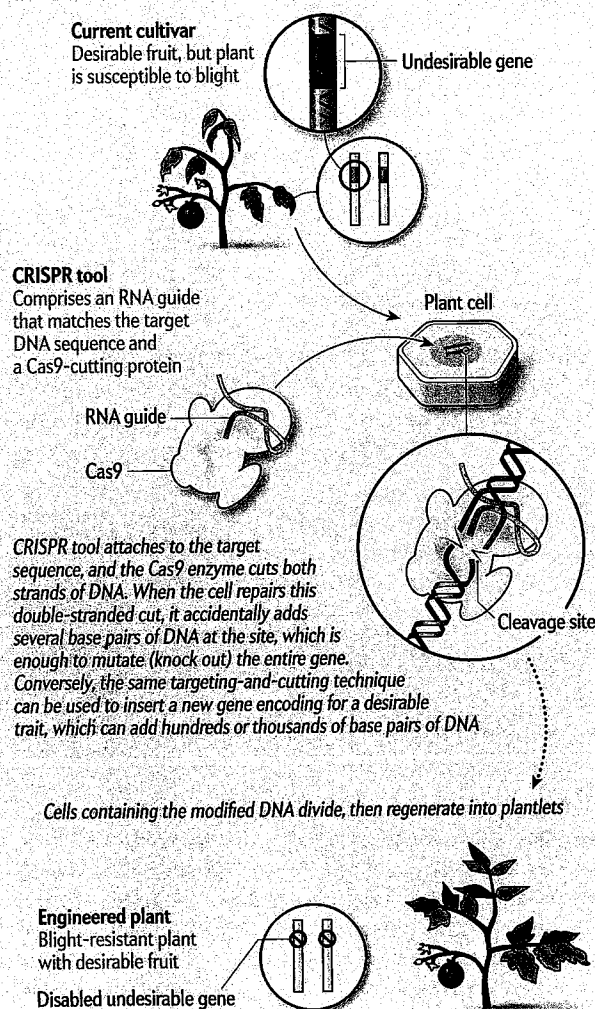 Current cultivar
Desirable fruit, but plant
is susceptible to blight
Undesirable gene
CRISPR tool
Comprises an RNA guide
that matches the target
DNA sequence and
a Cas9-cutting protein
Plant cell
RNA guide
Cas9
CRISPR tool attaches to the target
sequence, and the Cas9 enzyme cuts both
strands of DNA. When the cell repairs this
double-stranded cut, it accidentally adds
several base pairs of DNA at the site, which is
enough to mutate (knock out) the entire gene.
Conversely, the same targeting-and-cutting technique
can be used to insert a new gene encoding for a desirable
trait, which can add hundreds or thousands of base pairs of DNA
Cleavage site
Cells containing the modified DNA divide, then regenerate into plantlets
Engineered plant
Blight-resistant plant
with desirable fruit
Disabled undesirable gene